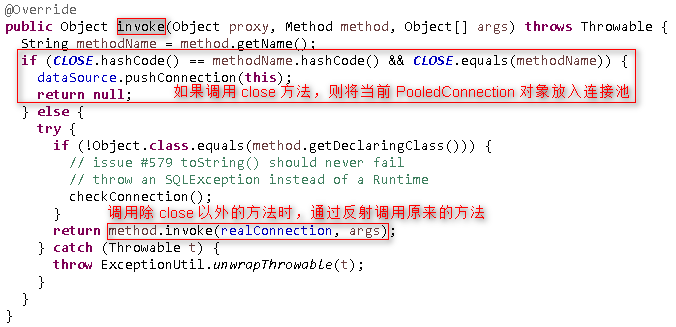 @Override
public Object invoke(Object proxy, Method method, Object[] args) throws Throwable {
String methodName = method.getName();
if (CLOSE.hashCode() == methodName.hashCode() && CLOSE.equals(methodName)) {
dataSource.pushConnection(this);
return null; 如果调用 close 方法，则将当前 PooledConnection 对象放入连接池
} else {
try {
if (!Object.class.equals(method.getDeclaringClass())) {
// issue #579 toString() should never fail
// throw an SQLException instead of a Runtime
checkConnection();
} 调用除 close 以外的方法时，通过反射调用原来的方法
return method.invoke(realConnection, args);
} catch (Throwable t) {
throw ExceptionUtil.unwrapThrowable(t);
}
}
}